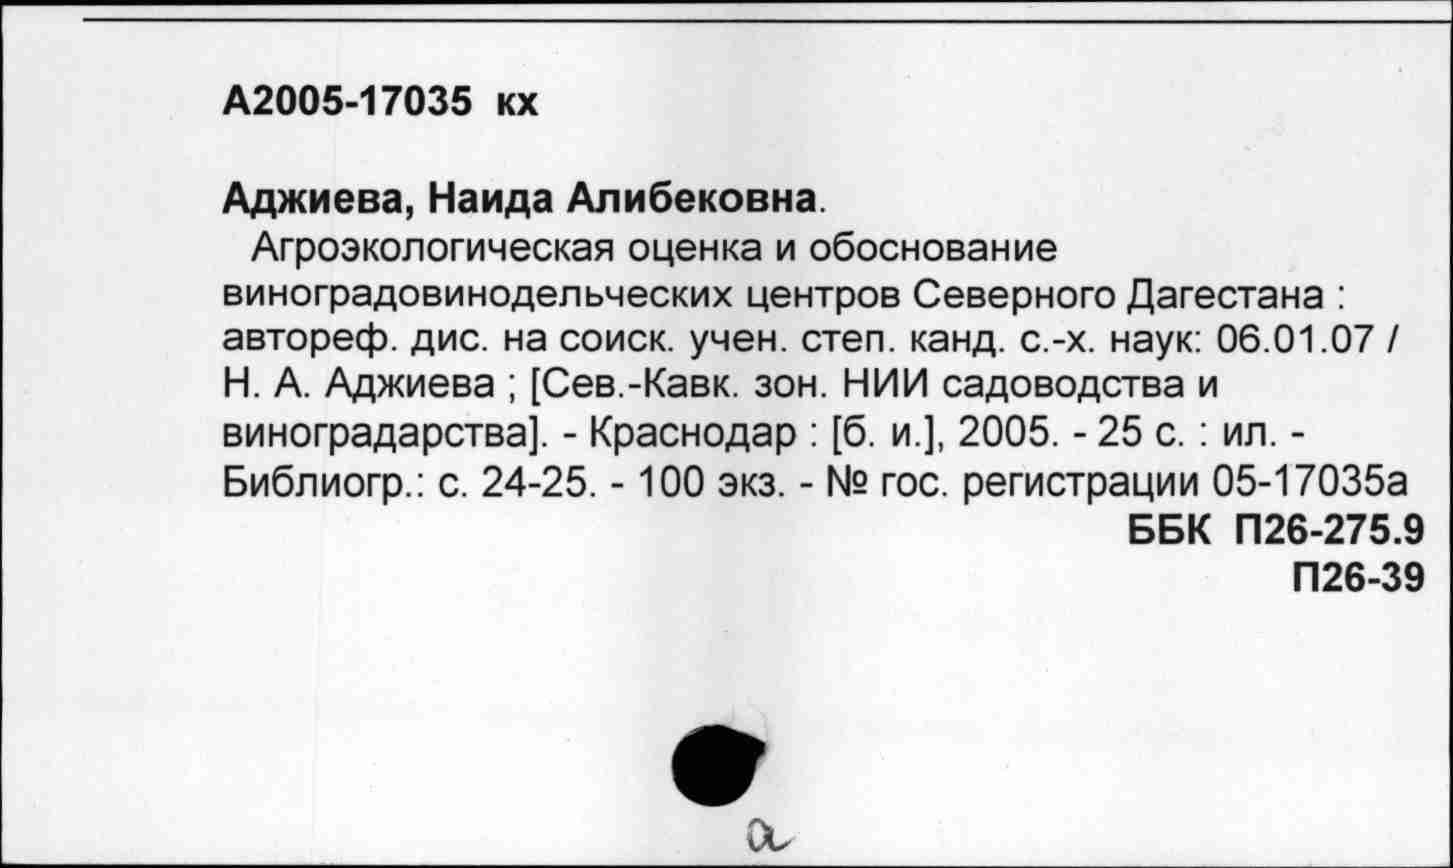 А2005-17035 кх
Аджиева, Наида Алибековна.
Агроэкологическая оценка и обоснование
виноградовинодельческих центров Северного Дагестана :
автореф. дис. на соиск. учен. степ. канд. с.-х. наук: 06.01.07 /
Н. А. Аджиева ; [Сев.-Кавк. зон. НИИ садоводства и
виноградарства]. - Краснодар : [б. и.], 2005. - 25 с. : ил. -
Библиогр.: с. 24-25. - 100 экз. - № гос. регистрации 05-17035а
ББК П26-275.9
П26-39
а